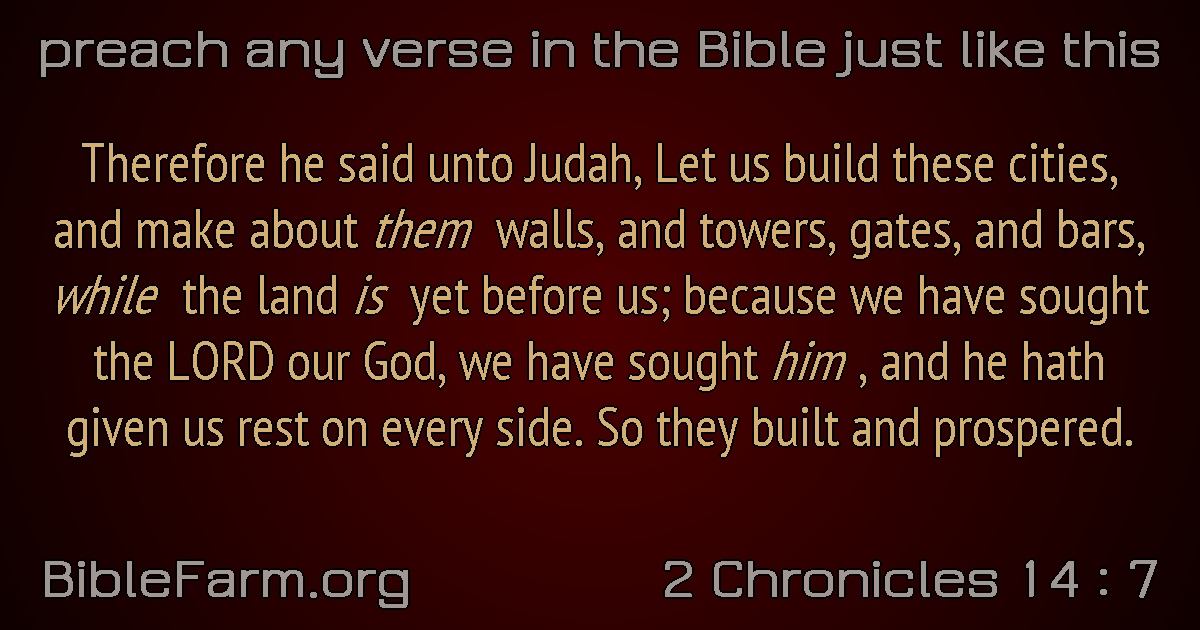 preach any verse in the Bible just like this
Therefore he said unto Judah, Let us build these cities,
and make about them walls, and towers, gates, and bars,
while the land is yet before us; because we have sought
the LORD our God, we have sought him , and he hath
given us rest on every side. So they built and prospered.
BibleFarm.org
2 Chronicles 14 : 7